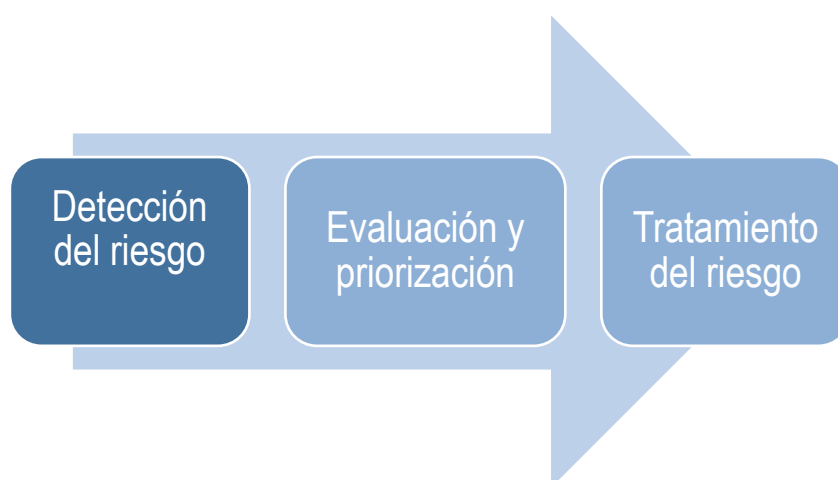 Detección
del riesgo
Evaluación y
priorización
Tratamiento
del riesgo